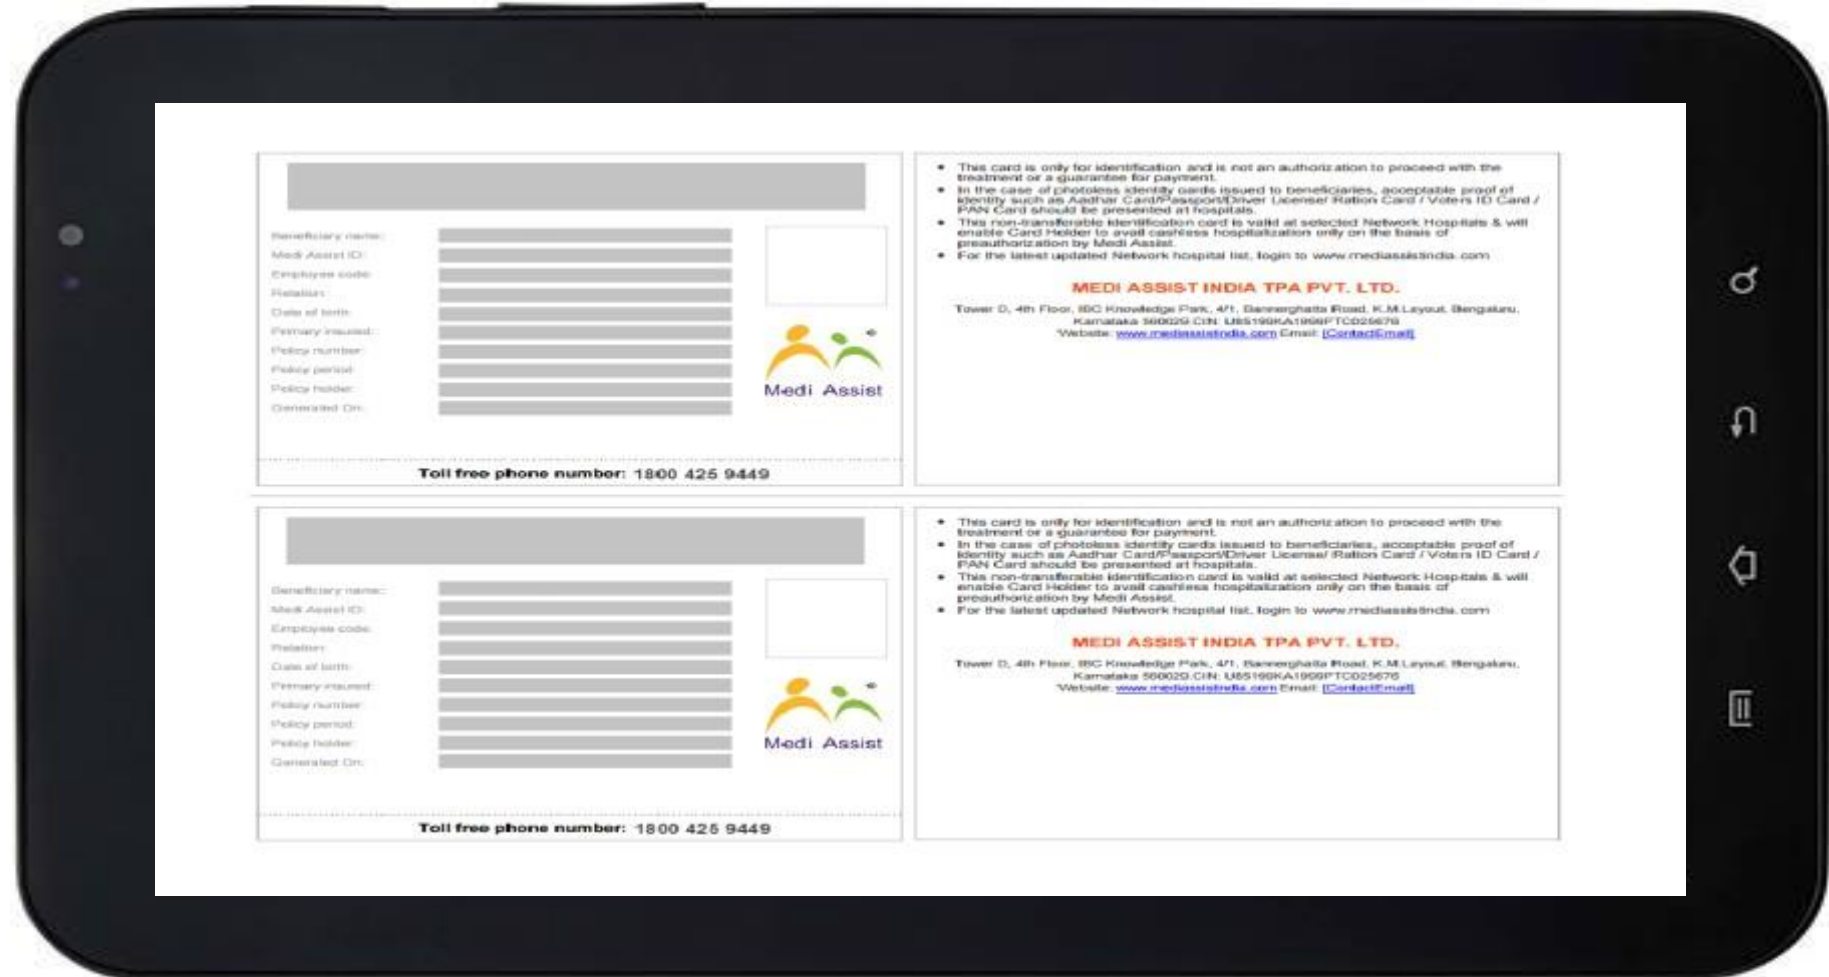 Beneficiary name:
Medi Assist ID:
Employee code:
Relation:
Date of birth:
Primary insured:
Policy number:
Policy period:
Policy holder:
Generated On:
Medi Assist
Toll free phone number: 1800 425 9449
• This card is only for identification and is not an authorization to proceed with the
treatment or a guarantee for payment.
• In the case of photoless identity cards issued to beneficiaries, acceptable proof of
identity such as Aadhar Card/Passport/Driver License/ Ration Card / Voters ID Card /
PAN Card should be presented at hospitals.
• This non-transferable identification card is valid at selected Network Hospitals & will
enable Card Holder to avail cashless hospitalization only on the basis of
preauthorization by Medi Assist.
• For the latest updated Network hospital list, login to www.mediassistindia.com
MEDI ASSIST INDIA TPA PVT. LTD.
Tower D, 4th Floor, IBC Knowledge Park, 4/1, Bannerghatta Road, K.M.Layout, Bengaluru,
Karnataka 560029.CIN: U85199KA1999PTC025676
Website: www.mediassistindia.com Email: [ContactEmail]
Beneficiary name:
Medi Assist ID:
Employee code:
Relation:
Date of birth:
Primary insured:
Policy number:
Policy period:
Policy holder:
Generated On:
Medi Assist
Toll free phone number: 1800 425 9449
• This card is only for identification and is not an authorization to proceed with the
treatment or a guarantee for payment.
• In the case of photoless identity cards issued to beneficiaries, acceptable proof of
identity such as Aadhar Card/Passport/Driver License/ Ration Card / Voters ID Card /
PAN Card should be presented at hospitals.
• This non-transferable identification card is valid at selected Network Hospitals & will
enable Card Holder to avail cashless hospitalization only on the basis of
preauthorization by Medi Assist.
• For the latest updated Network hospital list, login to www.mediassistindia.com
MEDI ASSIST INDIA TPA PVT. LTD.
Tower D, 4th Floor, IBC Knowledge Park, 4/1, Bannerghatta Road, K.M.Layout, Bengaluru,
Karnataka 560029.CIN: U85199KA1999PTC025676
Website: www.mediassistindia.com Email: [ContactEmail]